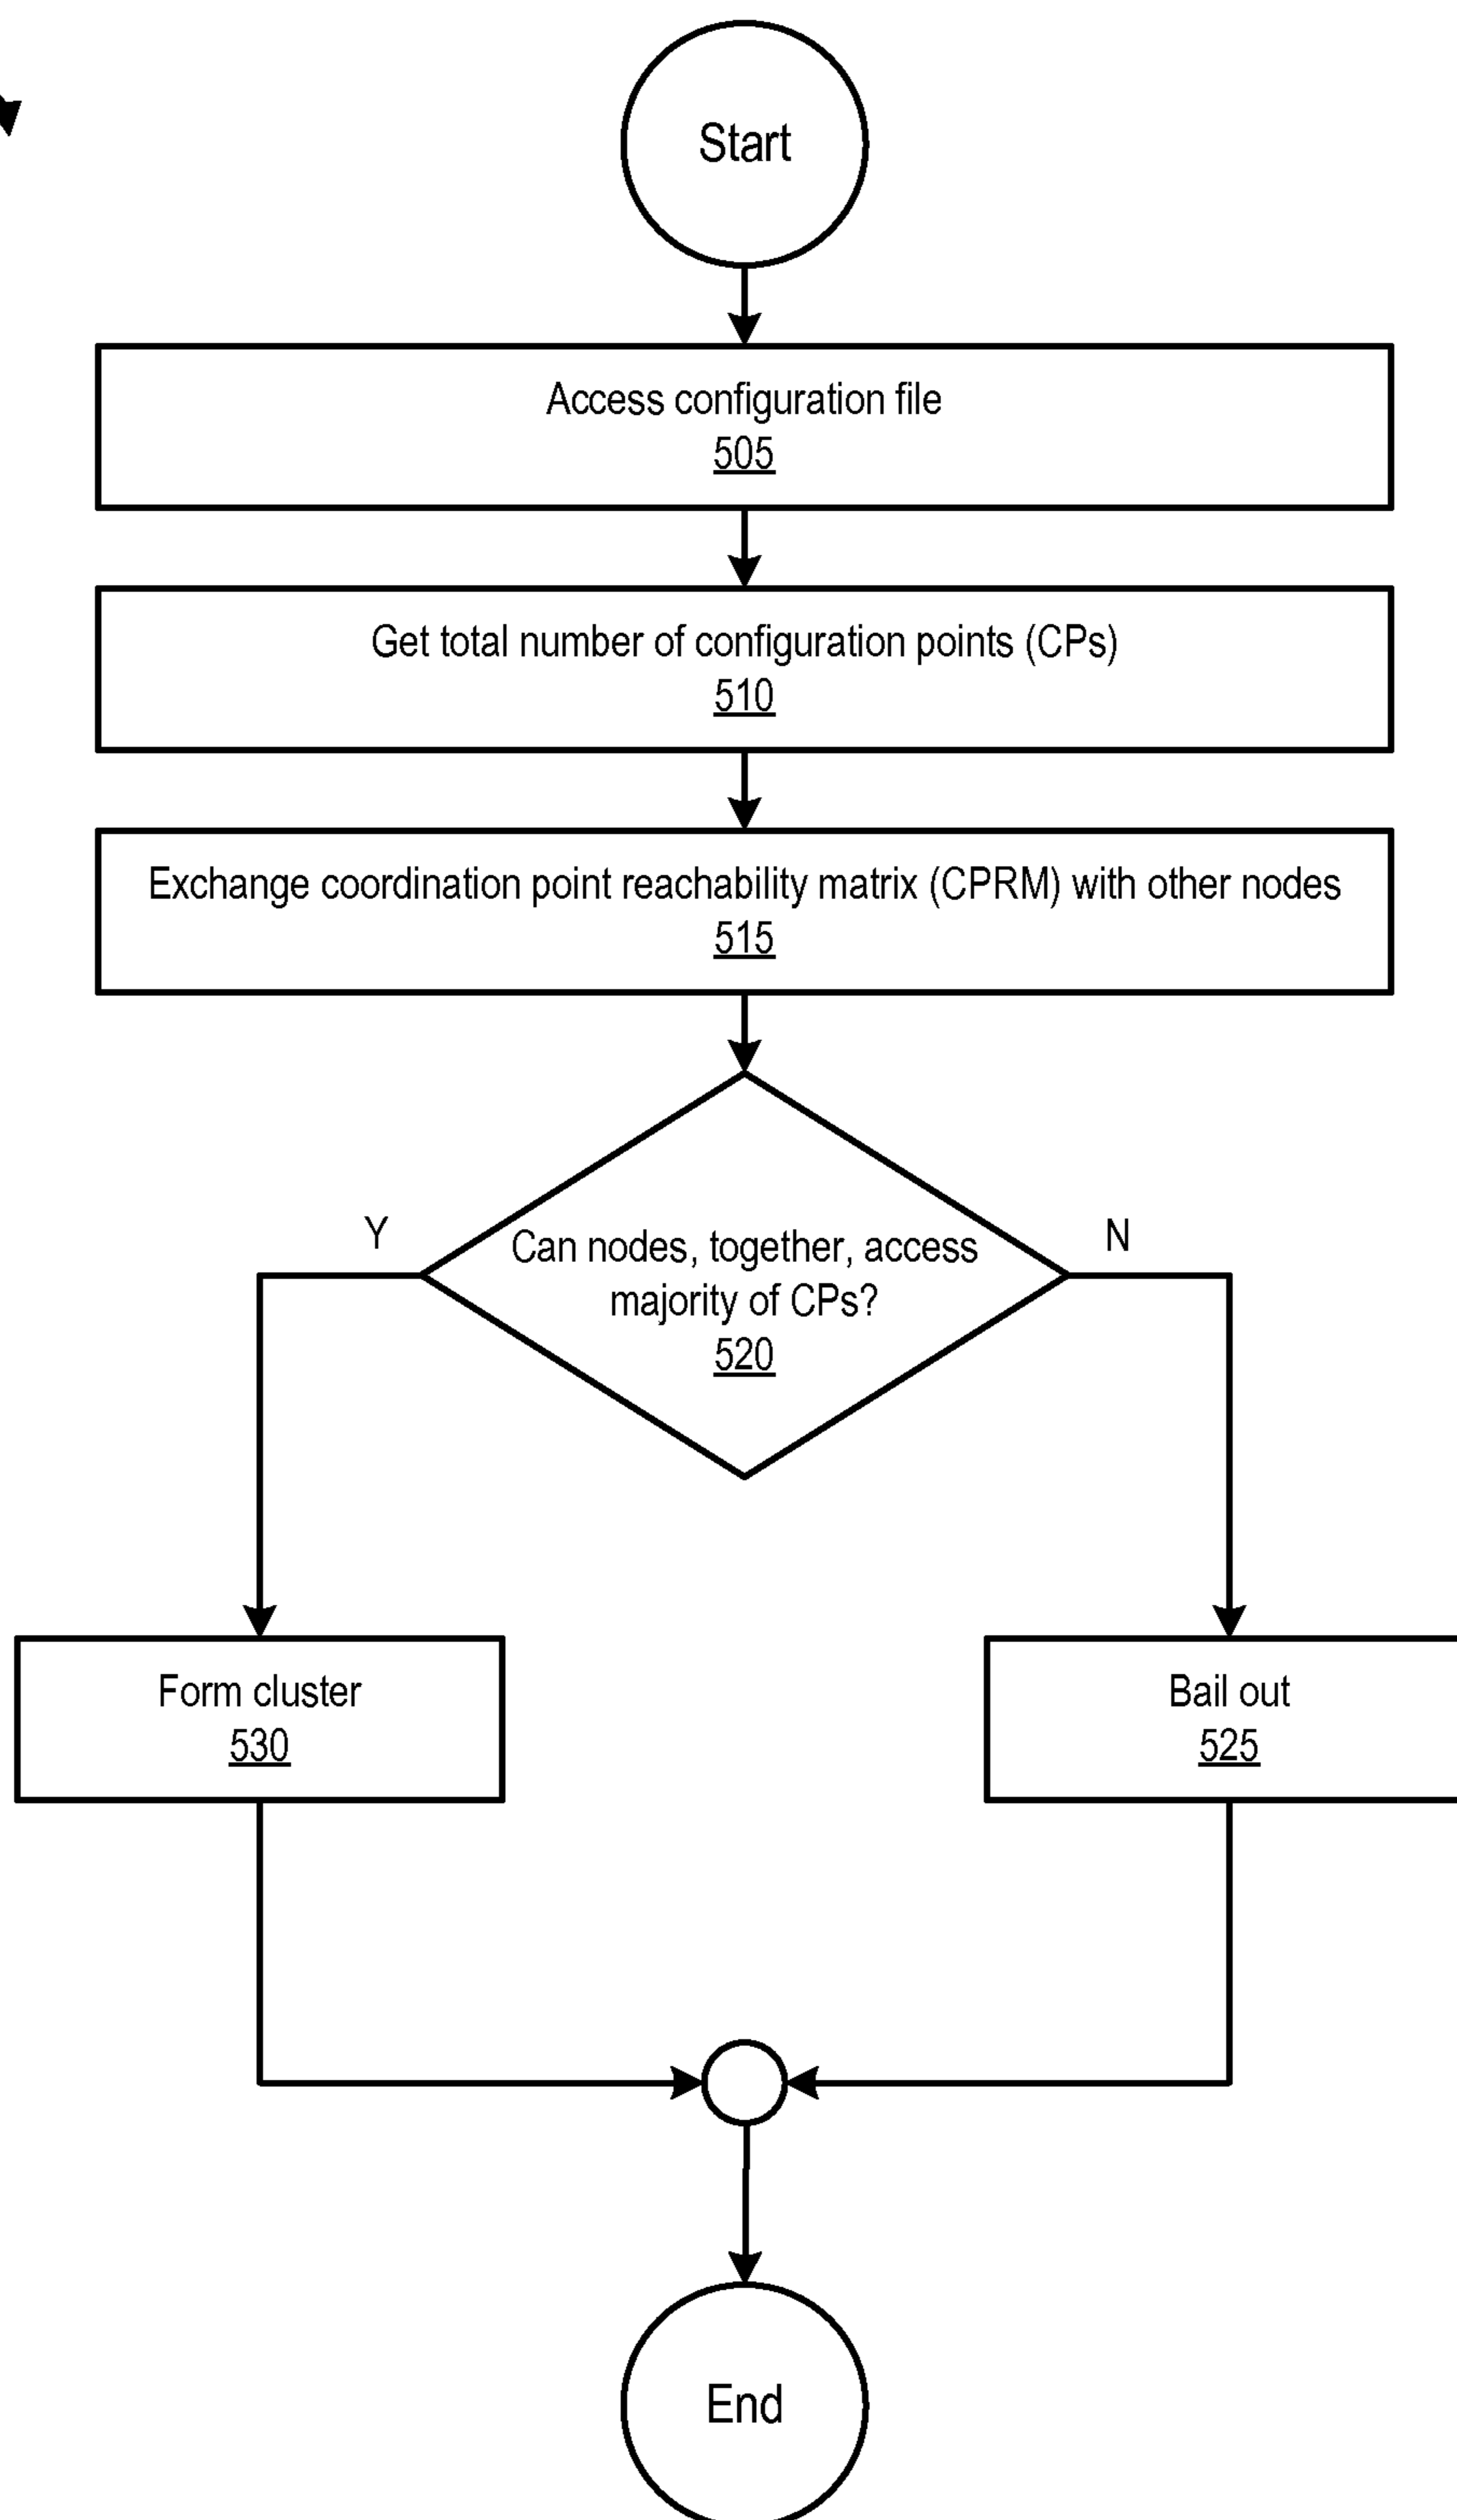 Start
Access configuration file
505
Get total number of configuration points (CPs)
510
Exchange coordination point reachability matrix (CPRM) with other nodes
515
Y
N
Can nodes, together, access
majority of CPs?
520
Form cluster
530
Bail out
525
End